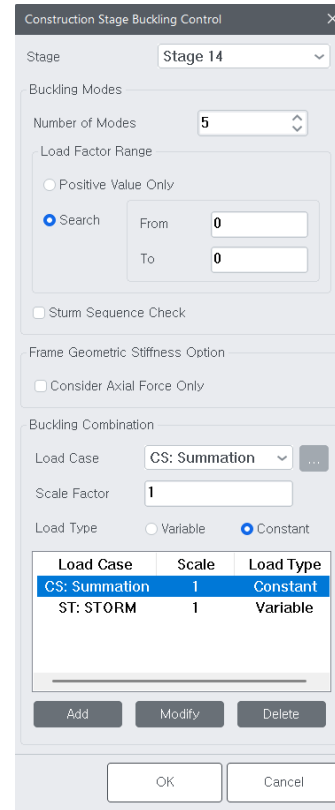 Construction Stage Buckling Control
Stage Stage 14
Buckling Modes
Number of Modes 5
Load Factor Range
Positive Value Only
Search From 0
To 0
Sturm Sequence Check
Frame Geometric Stiffness Option
Consider Axial Force Only
Buckling Combination
Load Case CS: Summation ...
Scale Factor 1
Load Type Variable Constant
Load Case Scale Load Type
CS: Summation 1 Constant
ST: STORM 1 Variable
Add Modify Delete
OK Cancel